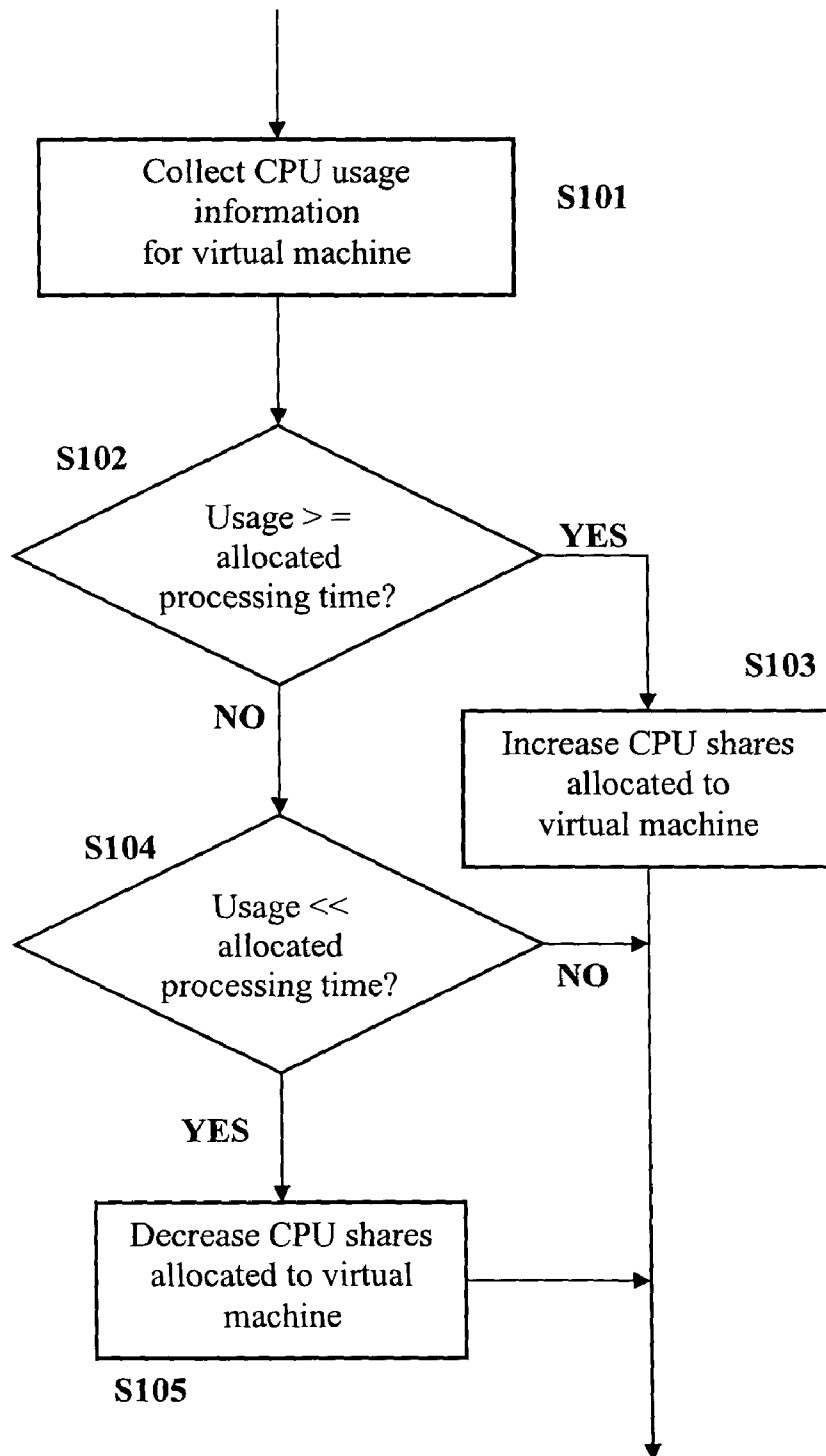 Collect CPU usage
information
for virtual machine
S101
S102
Usage > =
allocated
processing time?
YES
NO
S103
Increase CPU shares
allocated to
virtual machine
S104
Usage <<
allocated
processing time?
NO
YES
Decrease CPU shares
allocated to virtual
machine
S105